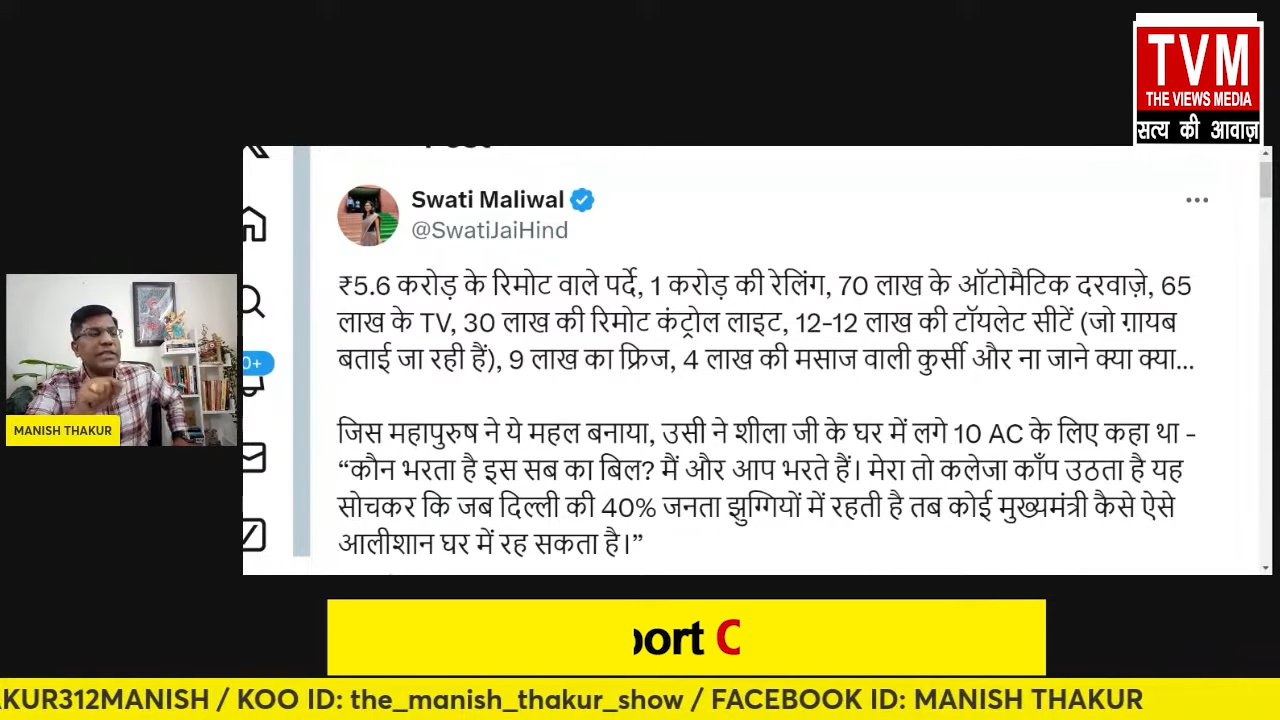 TVM
THE VIEWS MEDIA
सत्य की आवाज़
Swati Maliwal
@SwatiJaiHind
₹5.6 करोड़ के रिमोट वाले पर्दे, 1 करोड़ की रेलिंग, 70 लाख के ऑटोमैटिक दरवाज़े, 65
लाख के TV, 30 लाख की रिमोट कंट्रोल लाइट, 12-12 लाख की टॉयलेट सीटें (जो ग़ायब
बताई जा रही हैं), 9 लाख का फ्रिज, 4 लाख की मसाज वाली कुर्सी और ना जाने क्या क्या...
जिस महापुरुष ने ये महल बनाया, उसी ने शीला जी के घर में लगे 10 AC के लिए कहा था -
“कौन भरता है इस सब का बिल? मैं और आप भरते हैं। मेरा तो कलेजा काँप उठता है यह
सोचकर कि जब दिल्ली की 40% जनता झुग्गियों में रहती है तब कोई मुख्यमंत्री कैसे ऐसे
आलीशान घर में रह सकता है।”
MANISH THAKUR
port C
AKUR312MANISH / KOO ID: the_manish_thakur_show / FACEBOOK ID: MANISH THAKUR